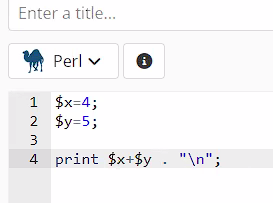 Enter a title...
Perl
1 $x=4;
2 $y=5;
3
4 print $x+$y . "\n";